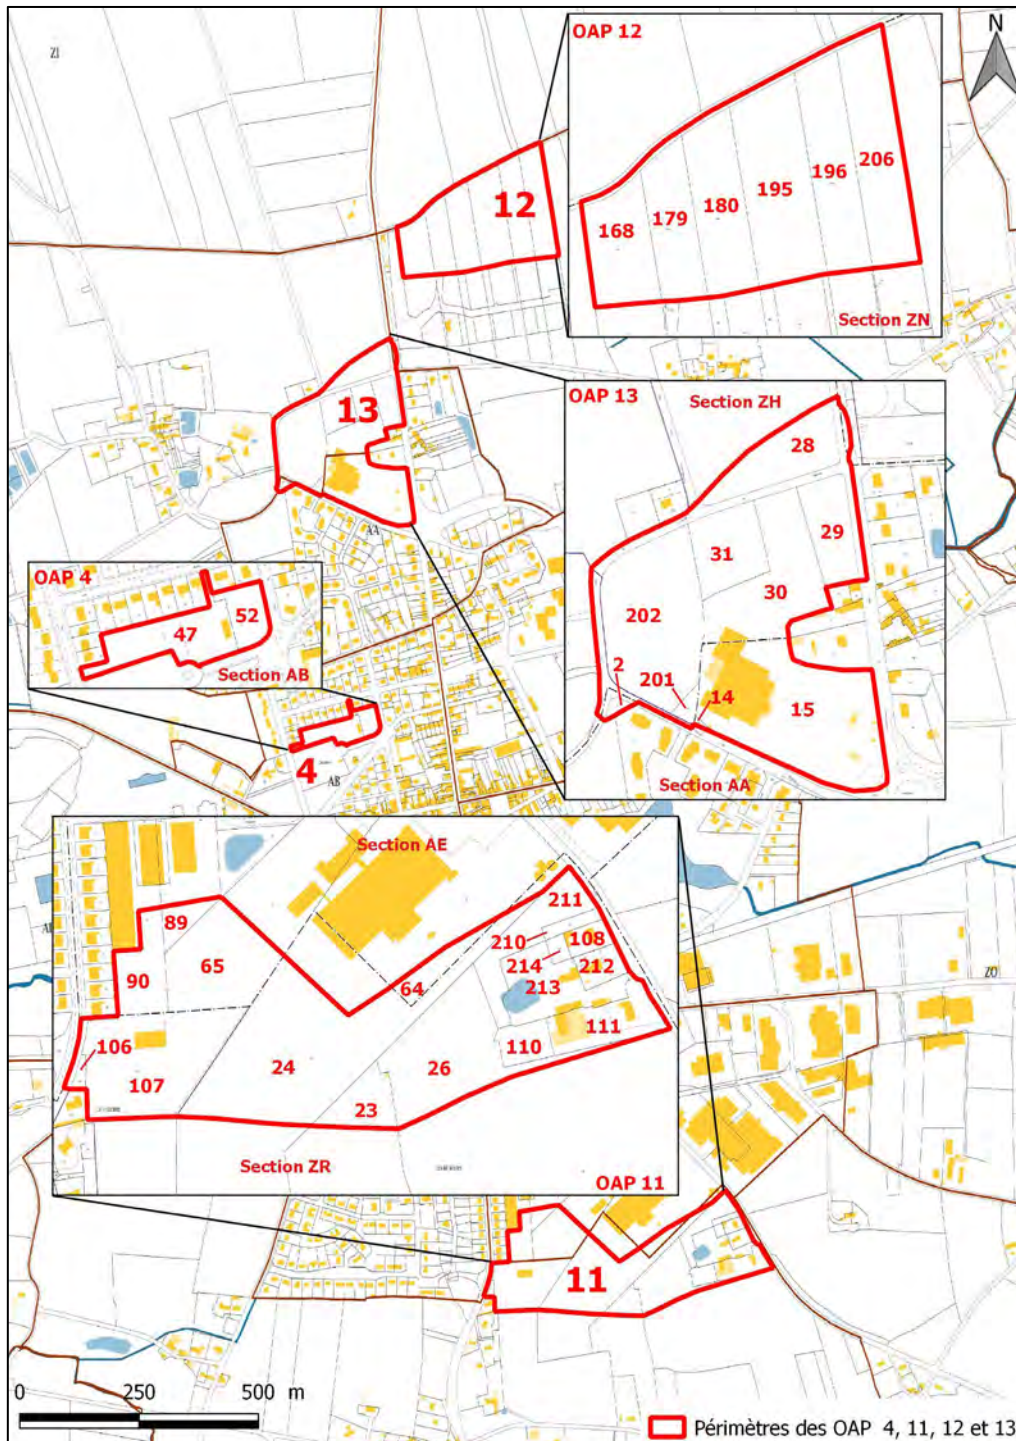 ZI
OAP 12
N
12
206
196
195
180
179
168
Section ZN
13
OAP 13
Section ZH
28
29
31
30
202
2
201
14
15
Section AA
AA
OAP 4
52
47
Section AB
4
AB
Section AE
89
211
65
90
210
108
214
212
64
213
111
106
110
24
26
107
23
Section ZR
OAP 11
ZO
11
0 250 500 m
Périmètres des OAP 4, 11, 12 et 13